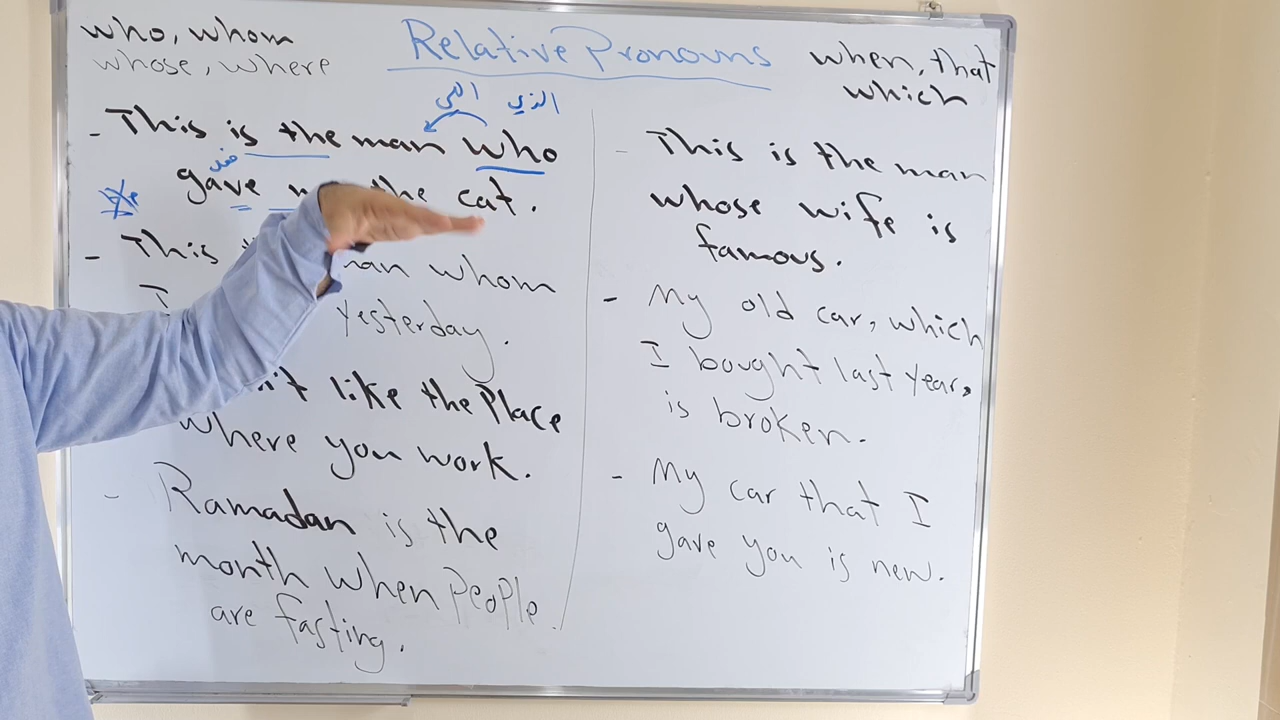 who, whom
whose, where
Relative Pronouns
when, that
which
الذي التي
- This is the man who
gave the cat.
- This man whom
I yesterday.
like the Place
where you work.
- Ramadan is the
month when People
are fasting.
- This is the man
whose wife is
famous.
- My old car, which
I bought last year,
is broken.
- My car that I
gave you is new.